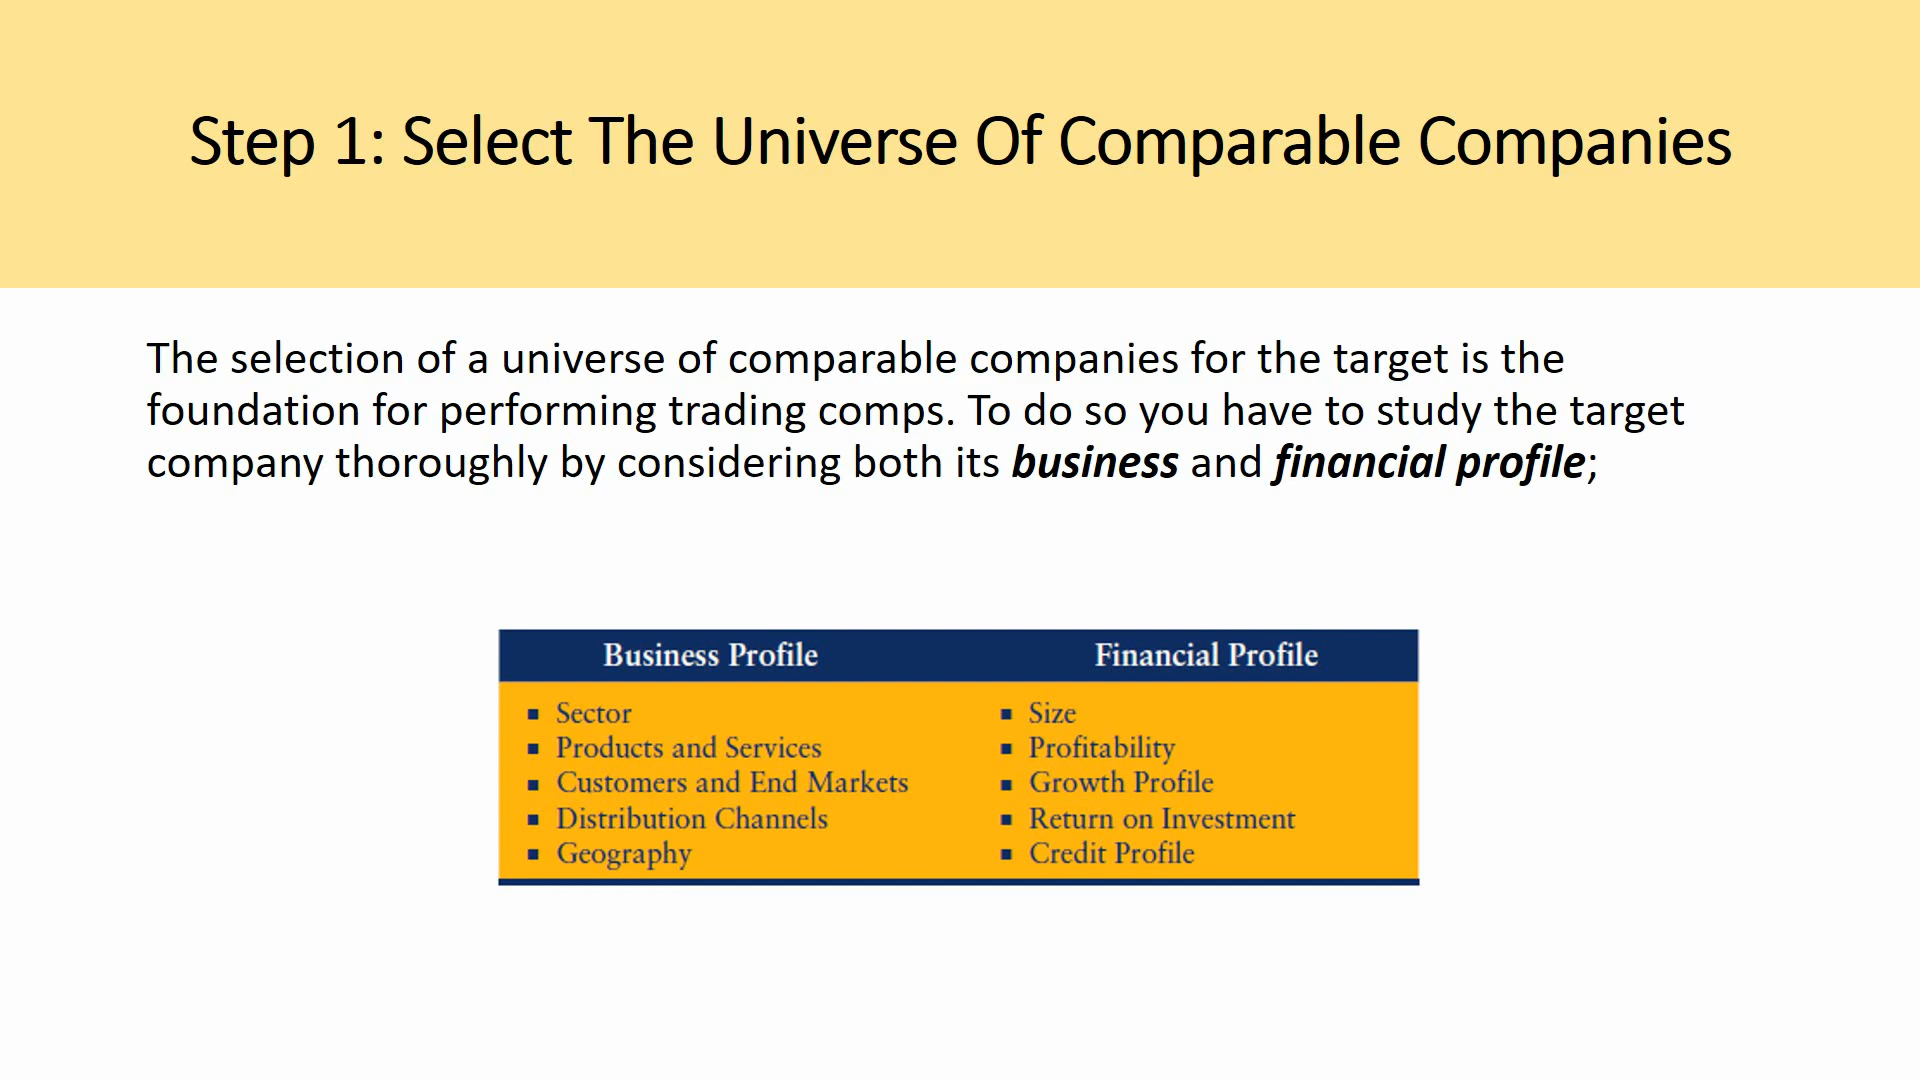 Step 1: Select The Universe Of Comparable Companies
The selection of a universe of comparable companies for the target is the
foundation for performing trading comps. To do so you have to study the target
company thoroughly by considering both its business and financial profile;
Business Profile
Financial Profile
▪ Sector
▪ Products and Services
▪ Customers and End Markets
▪ Distribution Channels
▪ Geography
▪ Size
▪ Profitability
▪ Growth Profile
▪ Return on Investment
▪ Credit Profile